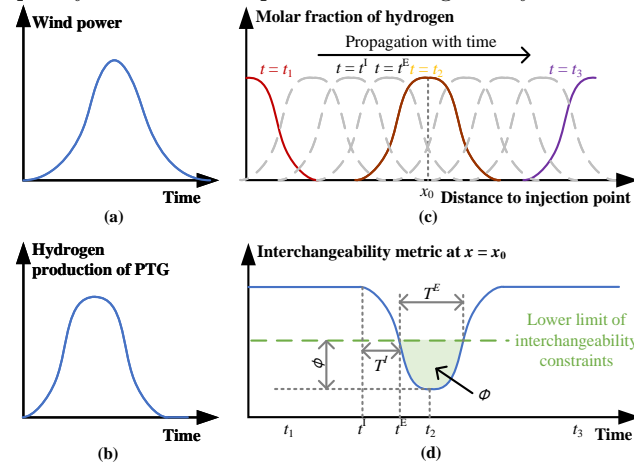 Wind power
Time
(a)
Molar fraction of hydrogen
Propagation with time
t = t₁
t = tᴵ
t = tᴱ
t = t₂
t = t₃
x₀
Distance to injection point
(c)
Hydrogen
production of PTG
Time
(b)
Interchangeability metric at x = x₀
Tᴱ
Lower limit of
interchangeability
constraints
φ
Tᴵ
Φ
t₁
tᴵ
tᴱ
t₂
t₃
Time
(d)